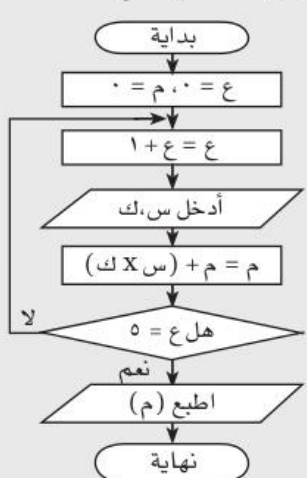 بداية
ع = ٠، م = ٠
ع = ع + ١
أدخل س،ك
م = م + (س X ك)
هل ع = ٥
لا
نعم
اطبع (م)
نهاية